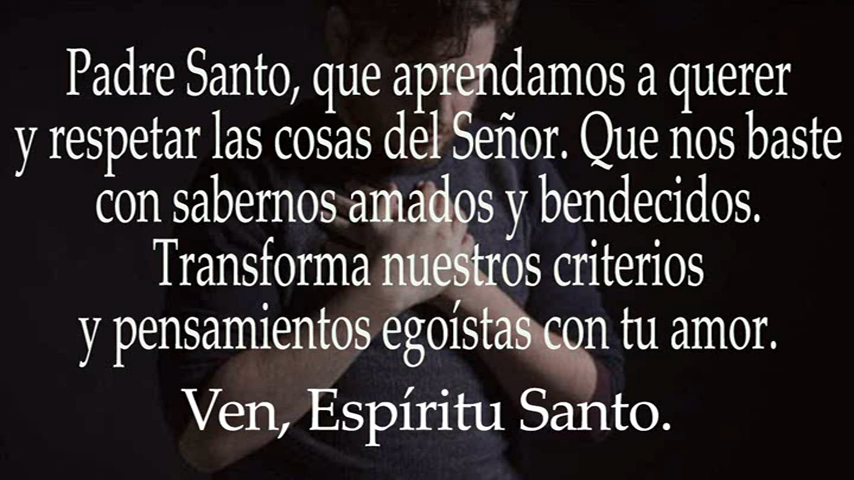 Padre Santo, que aprendamos a querer
y respetar las cosas del Señor. Que nos baste
con sabernos amados y bendecidos.
Transforma nuestros criterios
y pensamientos egoístas con tu amor.
Ven, Espíritu Santo.